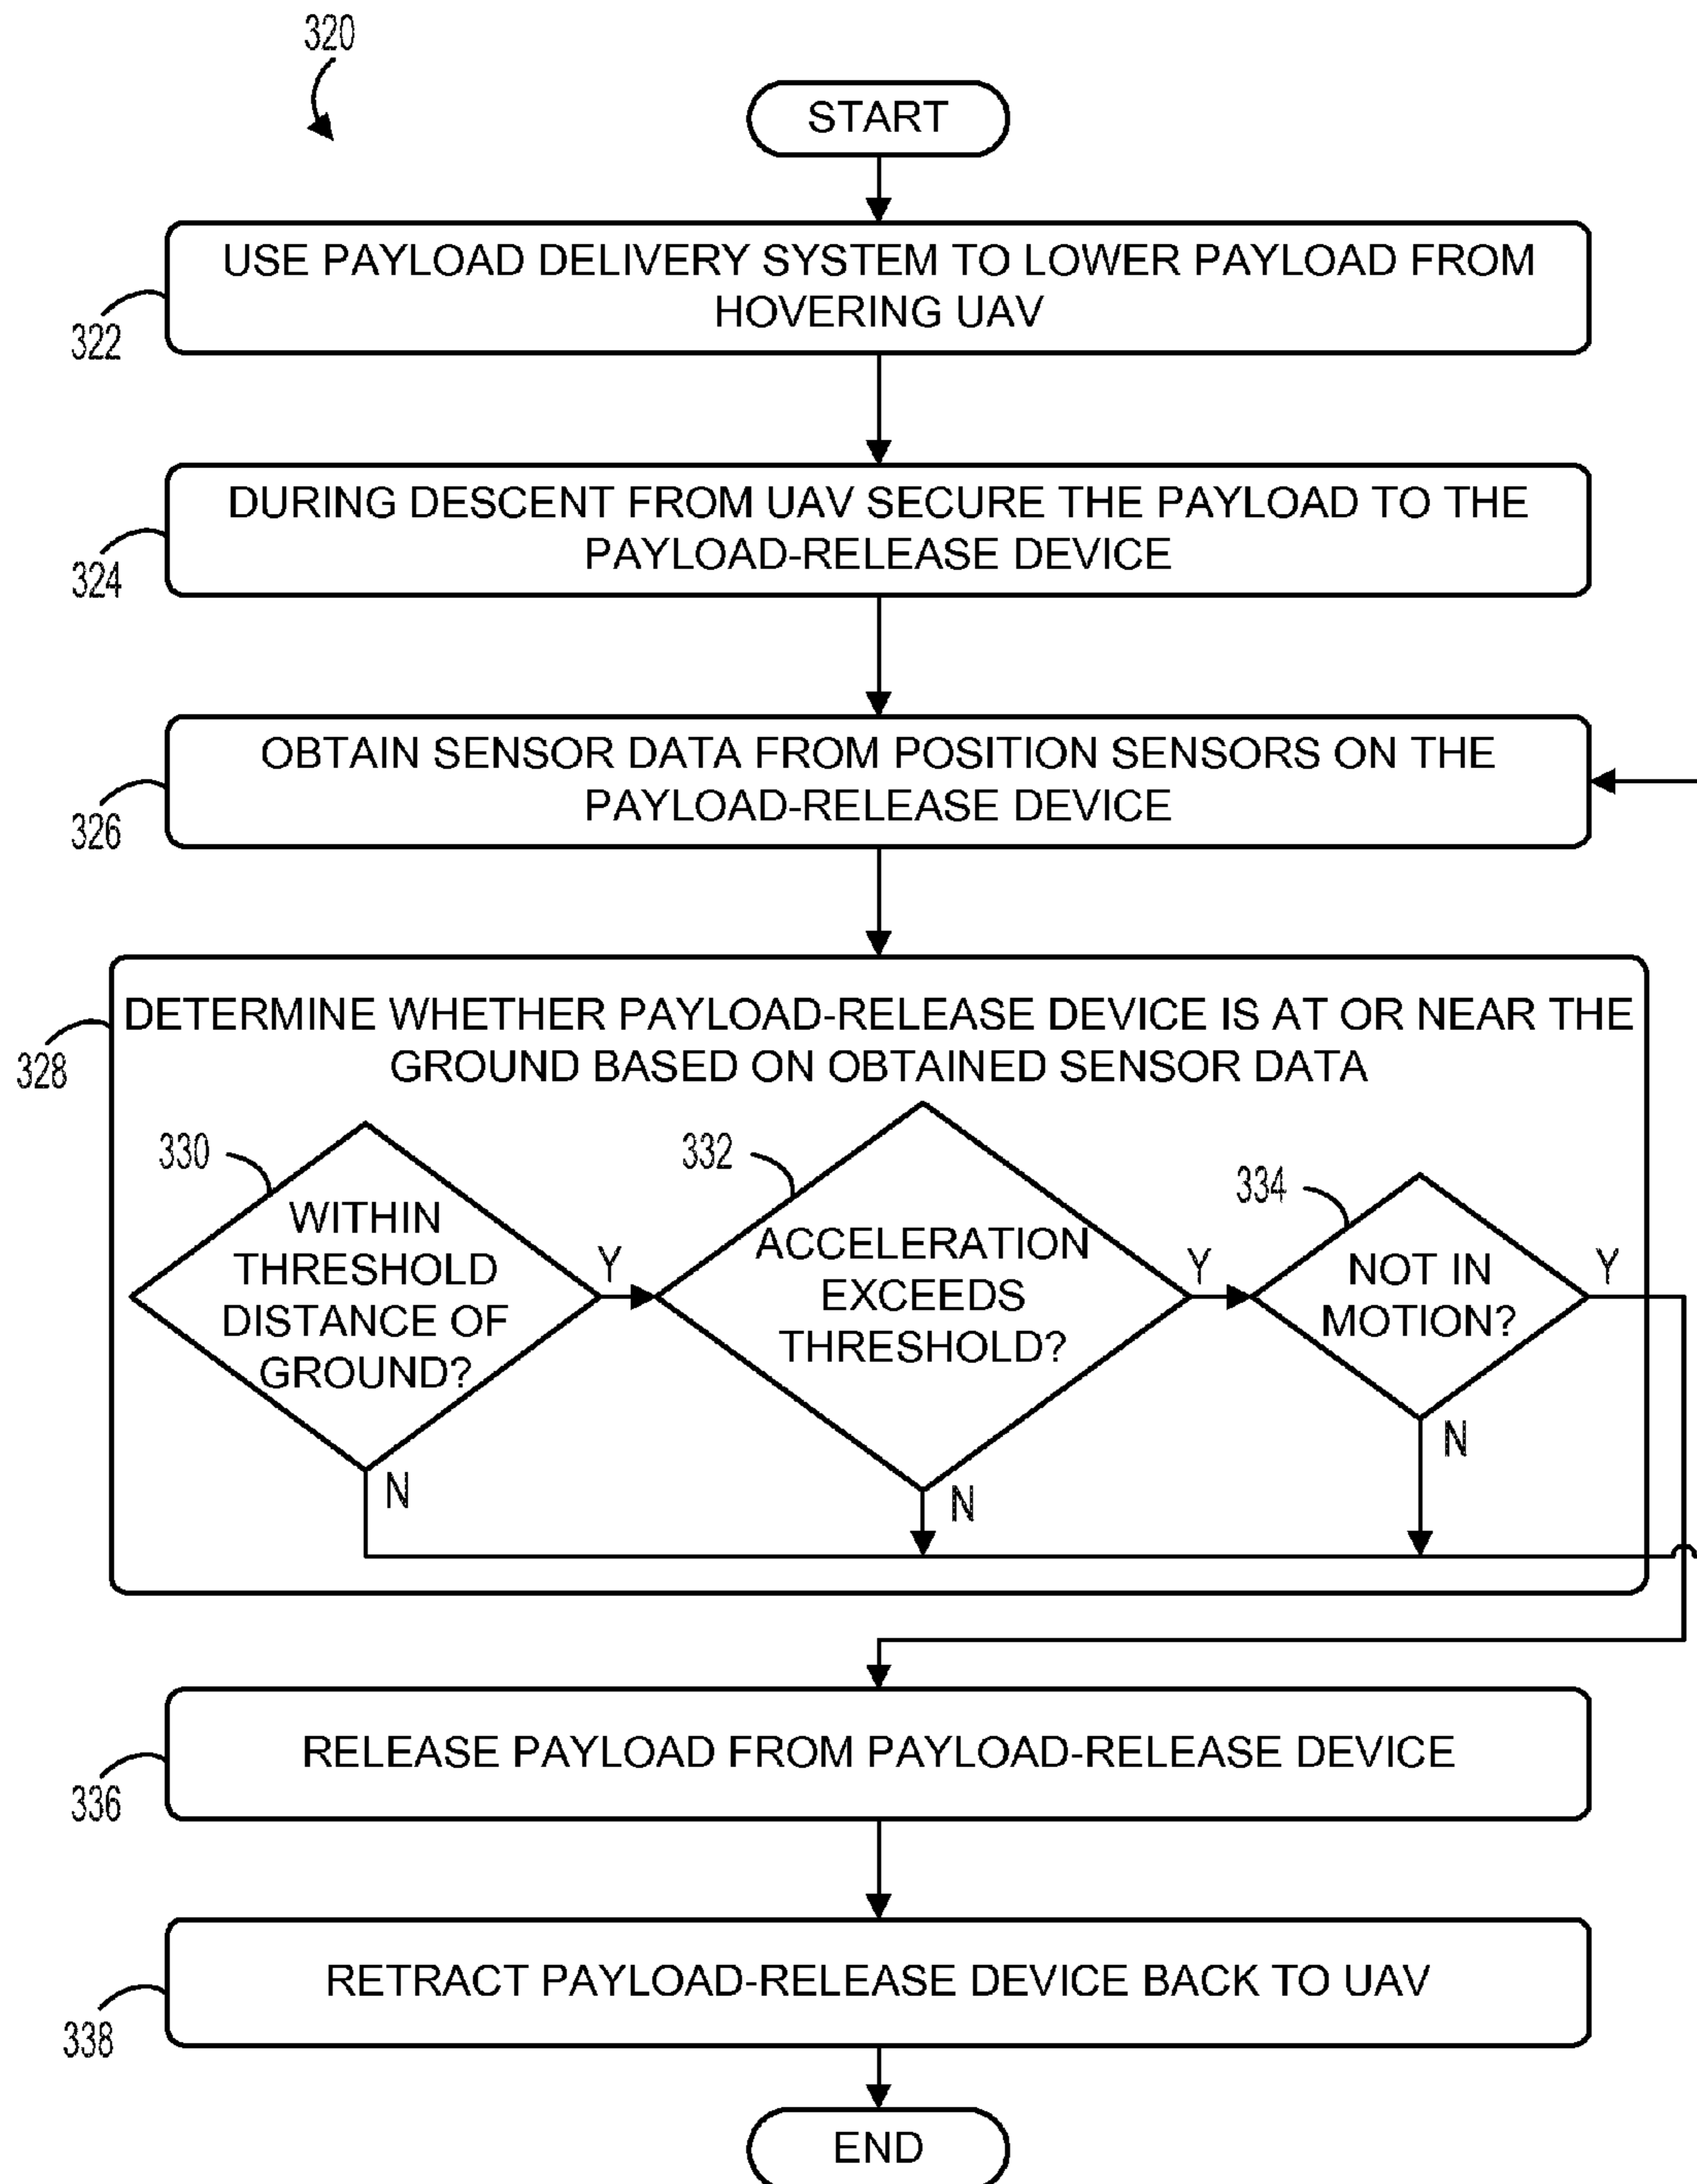 320
START
USE PAYLOAD DELIVERY SYSTEM TO LOWER PAYLOAD FROM
HOVERING UAV
322
DURING DESCENT FROM UAV SECURE THE PAYLOAD TO THE
PAYLOAD-RELEASE DEVICE
324
OBTAIN SENSOR DATA FROM POSITION SENSORS ON THE
PAYLOAD-RELEASE DEVICE
326
DETERMINE WHETHER PAYLOAD-RELEASE DEVICE IS AT OR NEAR THE
GROUND BASED ON OBTAINED SENSOR DATA
328
330
WITHIN
THRESHOLD
DISTANCE OF
GROUND?
Y
N
332
ACCELERATION
EXCEEDS
THRESHOLD?
Y
N
334
NOT IN
MOTION?
Y
N
RELEASE PAYLOAD FROM PAYLOAD-RELEASE DEVICE
336
RETRACT PAYLOAD-RELEASE DEVICE BACK TO UAV
338
END